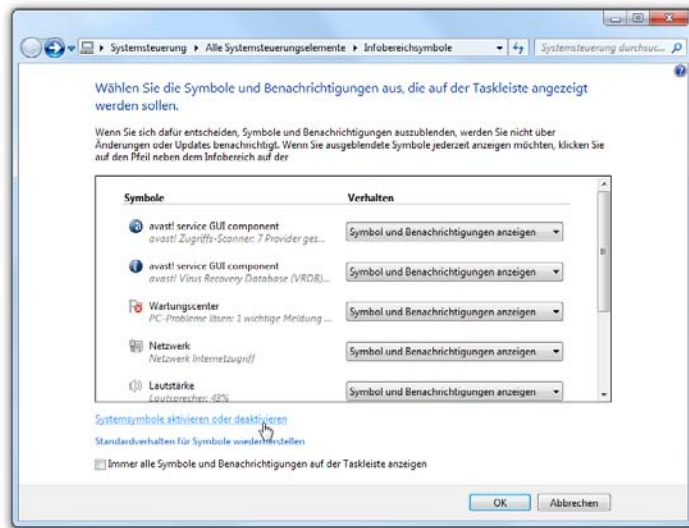 Systemsteuerung ▸ Alle Systemsteuerungselemente ▸ Infobereichsymbole
Systemsteuerung durchsuc...
Wählen Sie die Symbole und Benachrichtigungen aus, die auf der Taskleiste angezeigt
werden sollen.
Wenn Sie sich dafür entscheiden, Symbole und Benachrichtigungen auszublenden, werden Sie nicht über
Änderungen oder Updates benachrichtigt. Wenn Sie ausgeblendete Symbole jederzeit anzeigen möchten, klicken Sie
auf den Pfeil neben dem Infobereich auf der
Symbole Verhalten
avast! service GUI component
avast! Zugriffs-Scanner: 7 Provider ges...
Symbol und Benachrichtigungen anzeigen
avast! service GUI component
avast! Virus Recovery Database (VRDB)...
Symbol und Benachrichtigungen anzeigen
Wartungscenter
PC-Probleme lösen: 1 wichtige Meldung ...
Symbol und Benachrichtigungen anzeigen
Netzwerk
Netzwerk Internetzugriff
Symbol und Benachrichtigungen anzeigen
Lautstärke
Lautsprecher: 43%
Symbol und Benachrichtigungen anzeigen
Systemsymbole aktivieren oder deaktivieren
Standardverhalten für Symbole wiederherstellen
Immer alle Symbole und Benachrichtigungen auf der Taskleiste anzeigen
OK Abbrechen